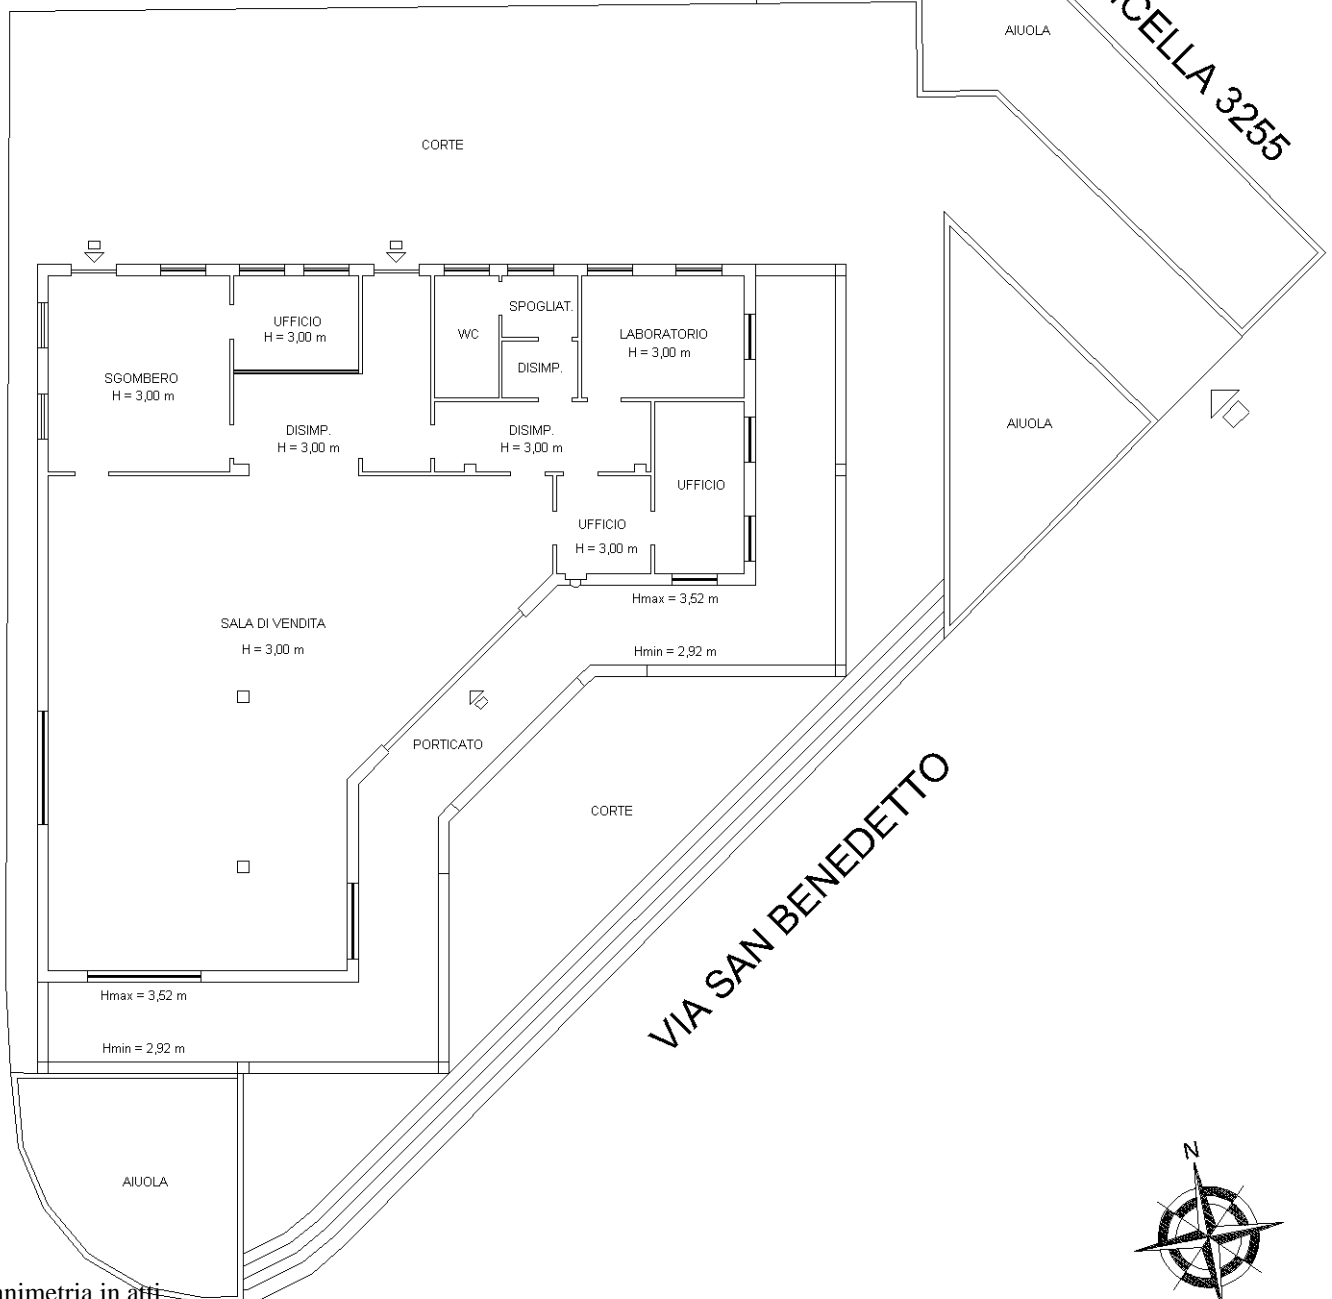 AIUOLA
3255
CORTE
SPOGLIAT.
UFFICIO
H = 3,00 m
WC
LABORATORIO
H = 3,00 m
DISIMP.
SGOMBERO
H = 3,00 m
AIUOLA
DISIMP.
H = 3,00 m
DISIMP.
H = 3,00 m
UFFICIO
UFFICIO
H = 3,00 m
Hmax = 3,52 m
SALA DI VENDITA
H = 3,00 m
Hmin = 2,92 m
PORTICATO
CORTE
VIA SAN BENEDETTO
Hmax = 3,52 m
Hmin = 2,92 m
N
AIUOLA
in atti